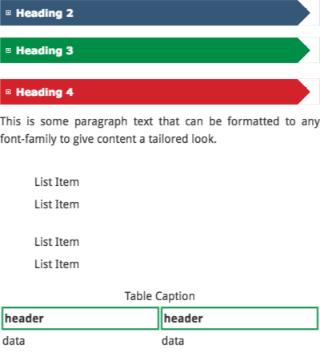 Heading 2
Heading 3
Heading 4
This is some paragraph text that can be formatted to any
font-family to give content a tailored look.
List Item
List Item
List Item
List Item
Table Caption
header header
data data